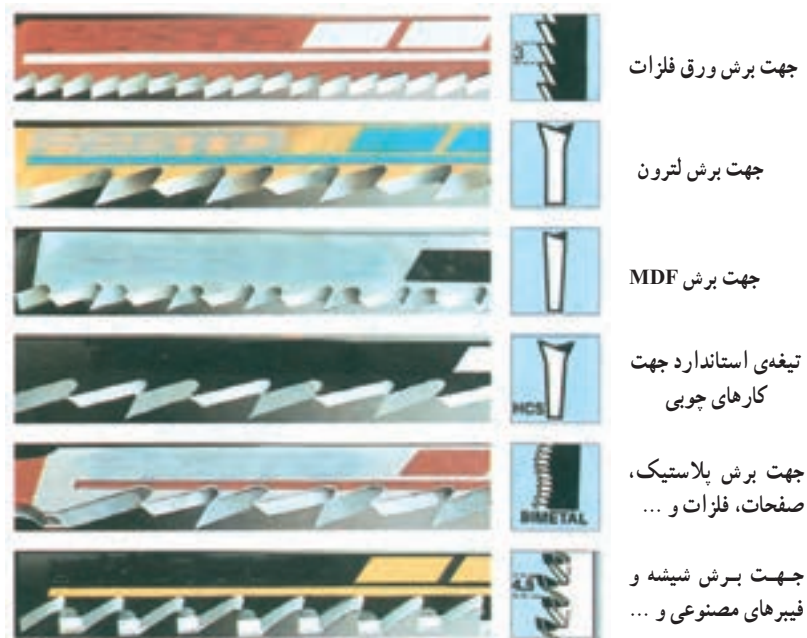 جهت برش ورق فلزات
3
جهت برش لترون
جهت برش MDF
تیغه‌ی استاندارد جهت
کارهای چوبی
HCS
جهت برش پلاستیک،
صفحات، فلزات و ...
BIMETAL
جهت برش شیشه و
فیبرهای مصنوعی و ...